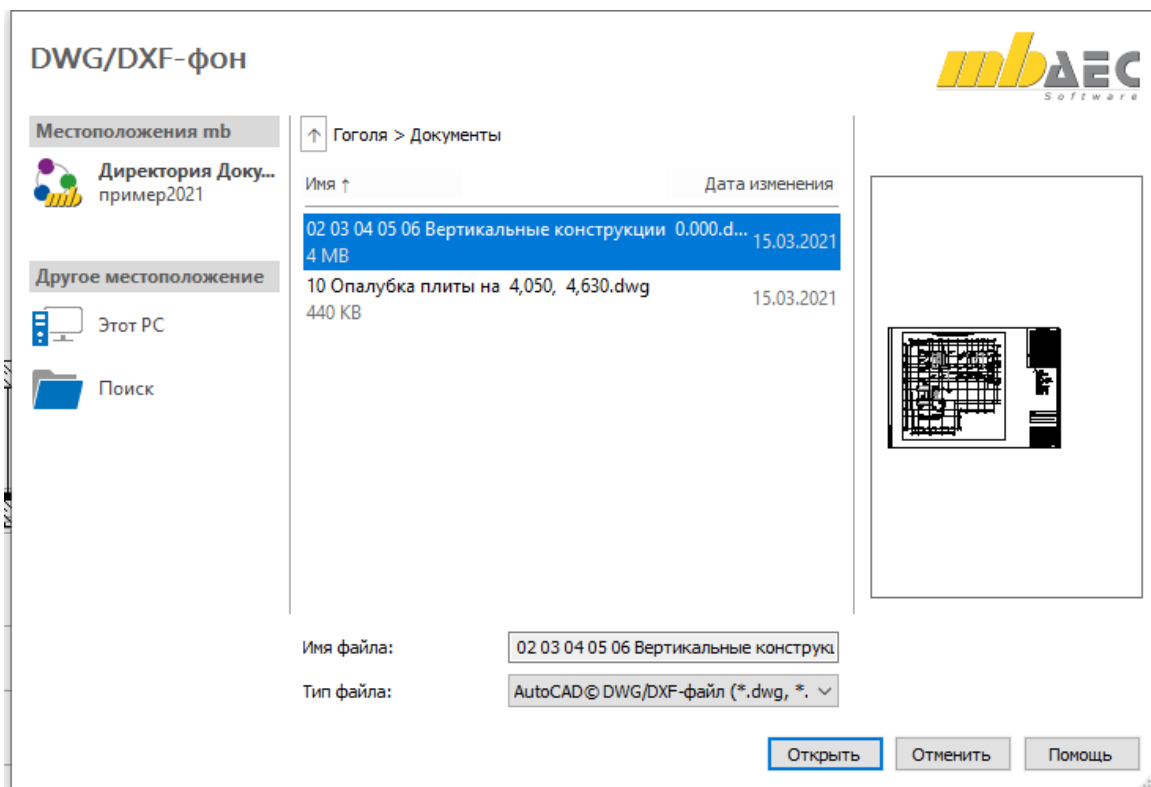 DWG/DXF-фон
mb AEC
Software
Местоположения mb
Директория Доку...
mb
пример2021
Другое местоположение
Этот PC
Поиск
↑ Гоголя > Документы
Имя ↑ Дата изменения
02 03 04 05 06 Вертикальные конструкции 0.000.d... 15.03.2021
4 MB
10 Опалубка плиты на 4,050, 4,630.dwg 15.03.2021
440 KB
Имя файла: 02 03 04 05 06 Вертикальные конструкц
Тип файла: AutoCAD© DWG/DXF-файл (*.dwg, *.
Открыть Отменить Помощь